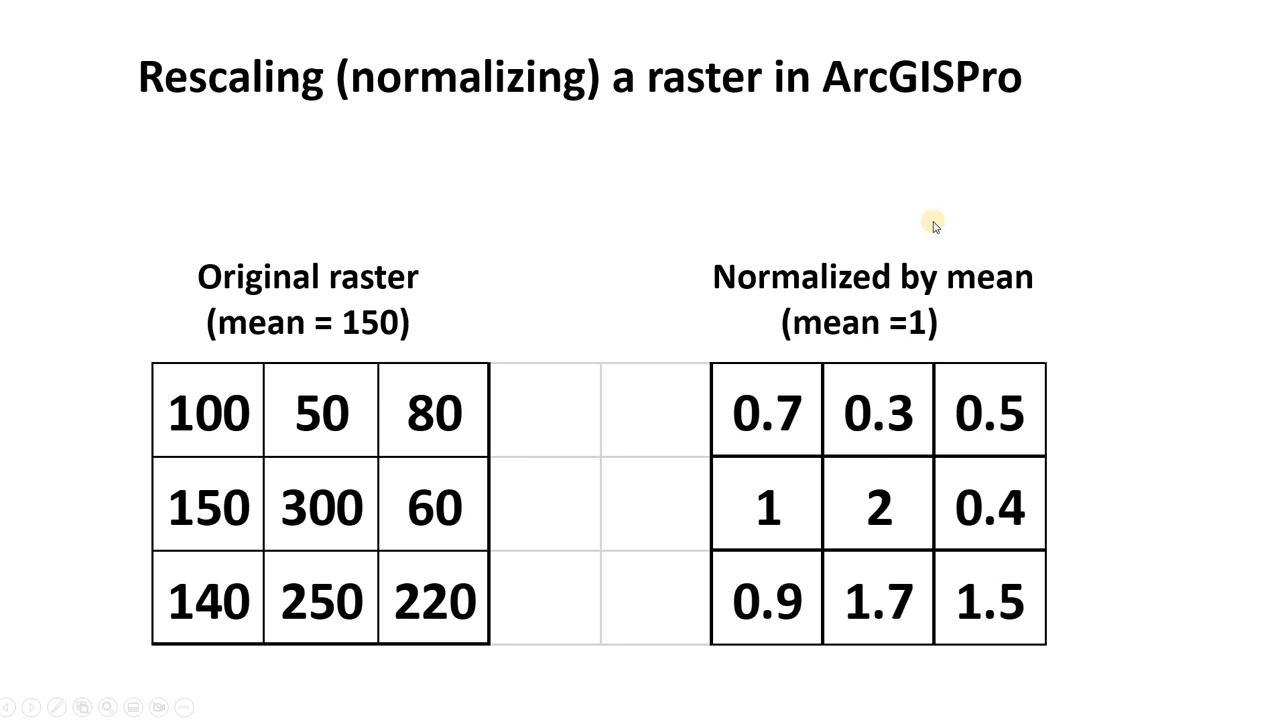 Rescaling (normalizing) a raster in ArcGISPro
Original raster
(mean = 150)
100 50 80
150 300 60
140 250 220
Normalized by mean
(mean =1)
0.7 0.3 0.5
1 2 0.4
0.9 1.7 1.5